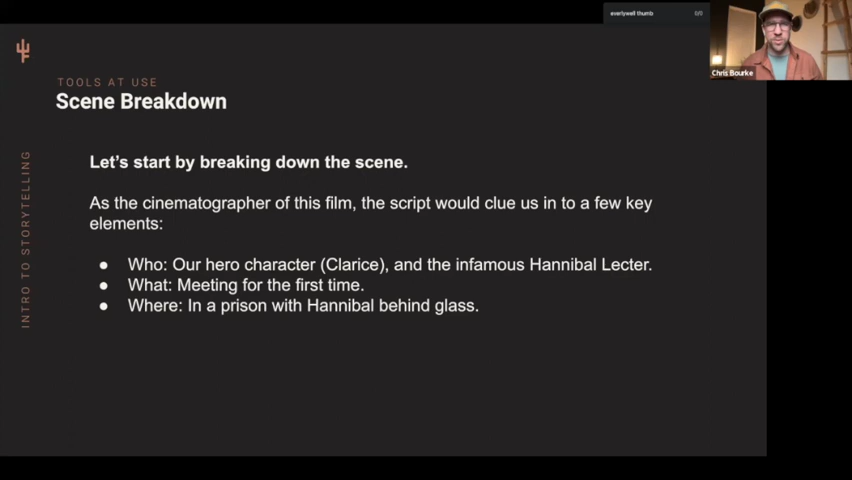 everlywell thumb
Chris Bourke
TOOLS AT USE
Scene Breakdown
INTRO TO STORYTELLING
Let's start by breaking down the scene.
As the cinematographer of this film, the script would clue us in to a few key
elements:
● Who: Our hero character (Clarice), and the infamous Hannibal Lecter.
● What: Meeting for the first time.
● Where: In a prison with Hannibal behind glass.